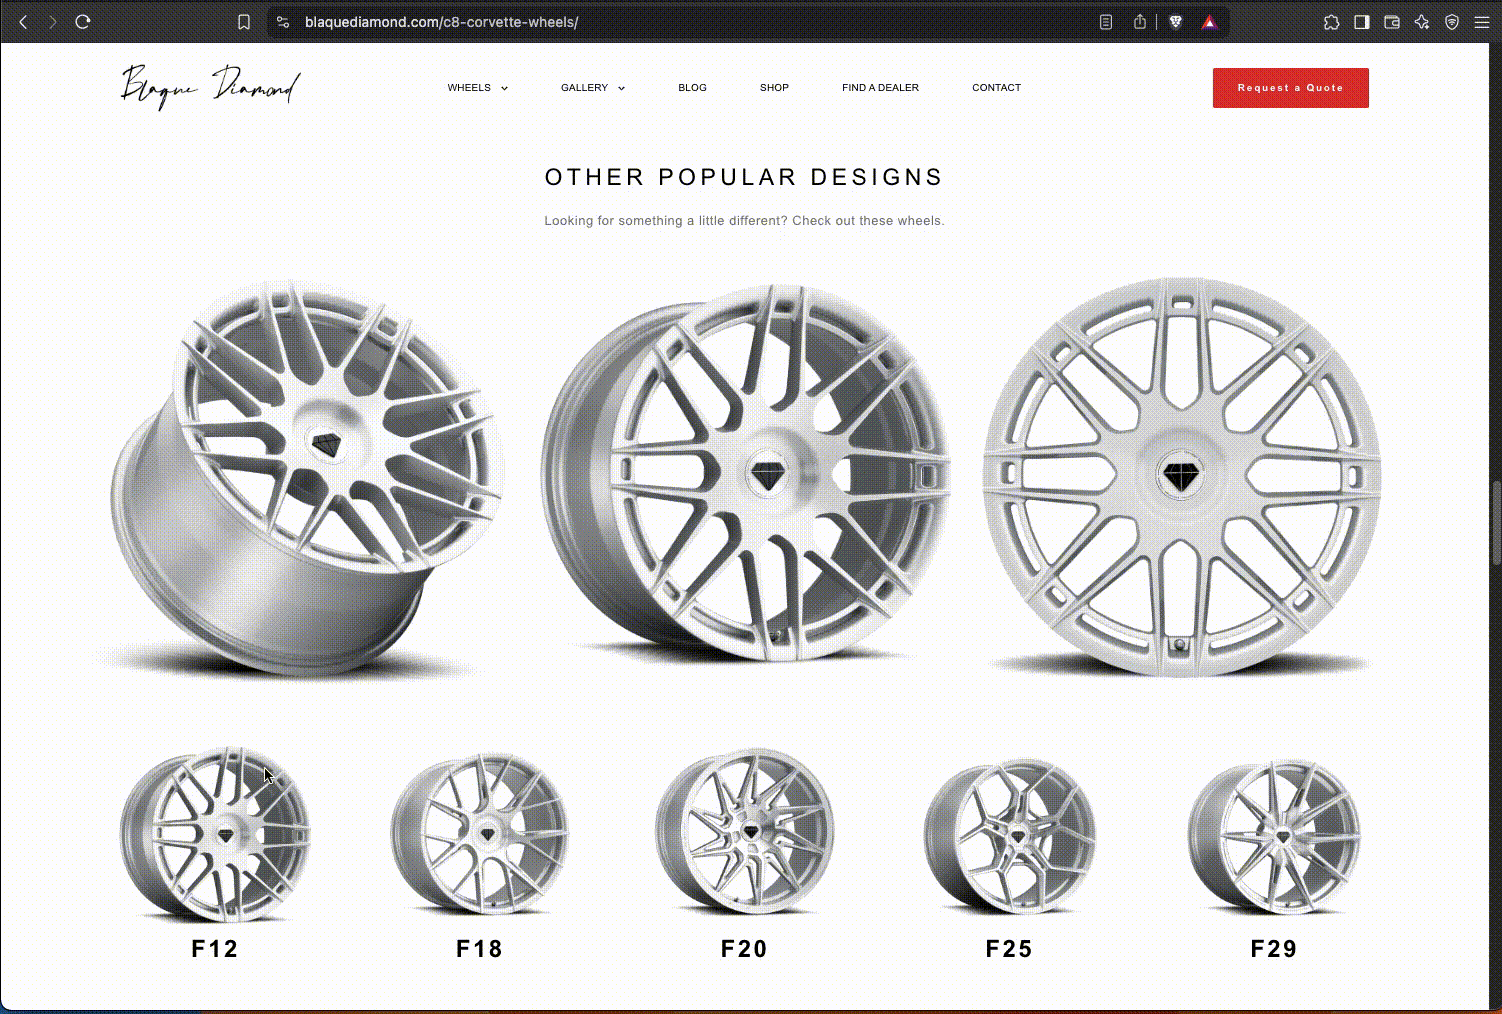 blaquediamond.com/c8-corvette-wheels/
Blaque Diamond
WHEELS GALLERY BLOG SHOP FIND A DEALER CONTACT
Request a Quote
OTHER POPULAR DESIGNS
Looking for something a little different? Check out these wheels.
F12 F18 F20 F25 F29